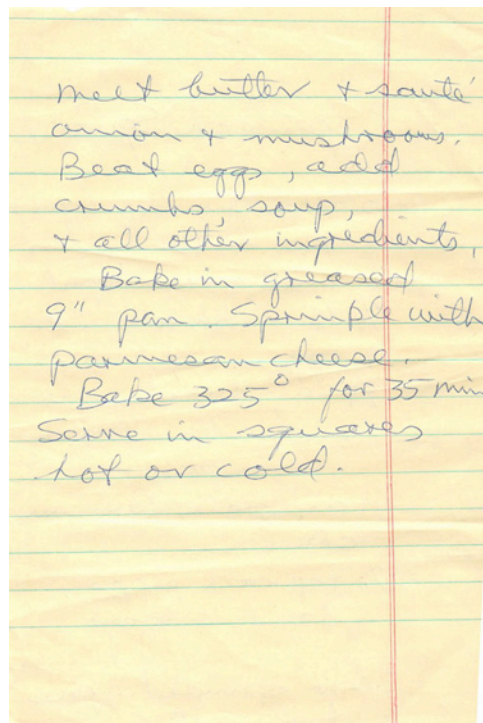 Melt butter + sauté
onion + mushrooms.
Beat eggs, add
crumbs, soup,
+ all other ingredients,
Bake in greased
9" pan. Sprinkle with
parmesan cheese.
Bake 325° for 35 min
Serve in squares
hot or cold.